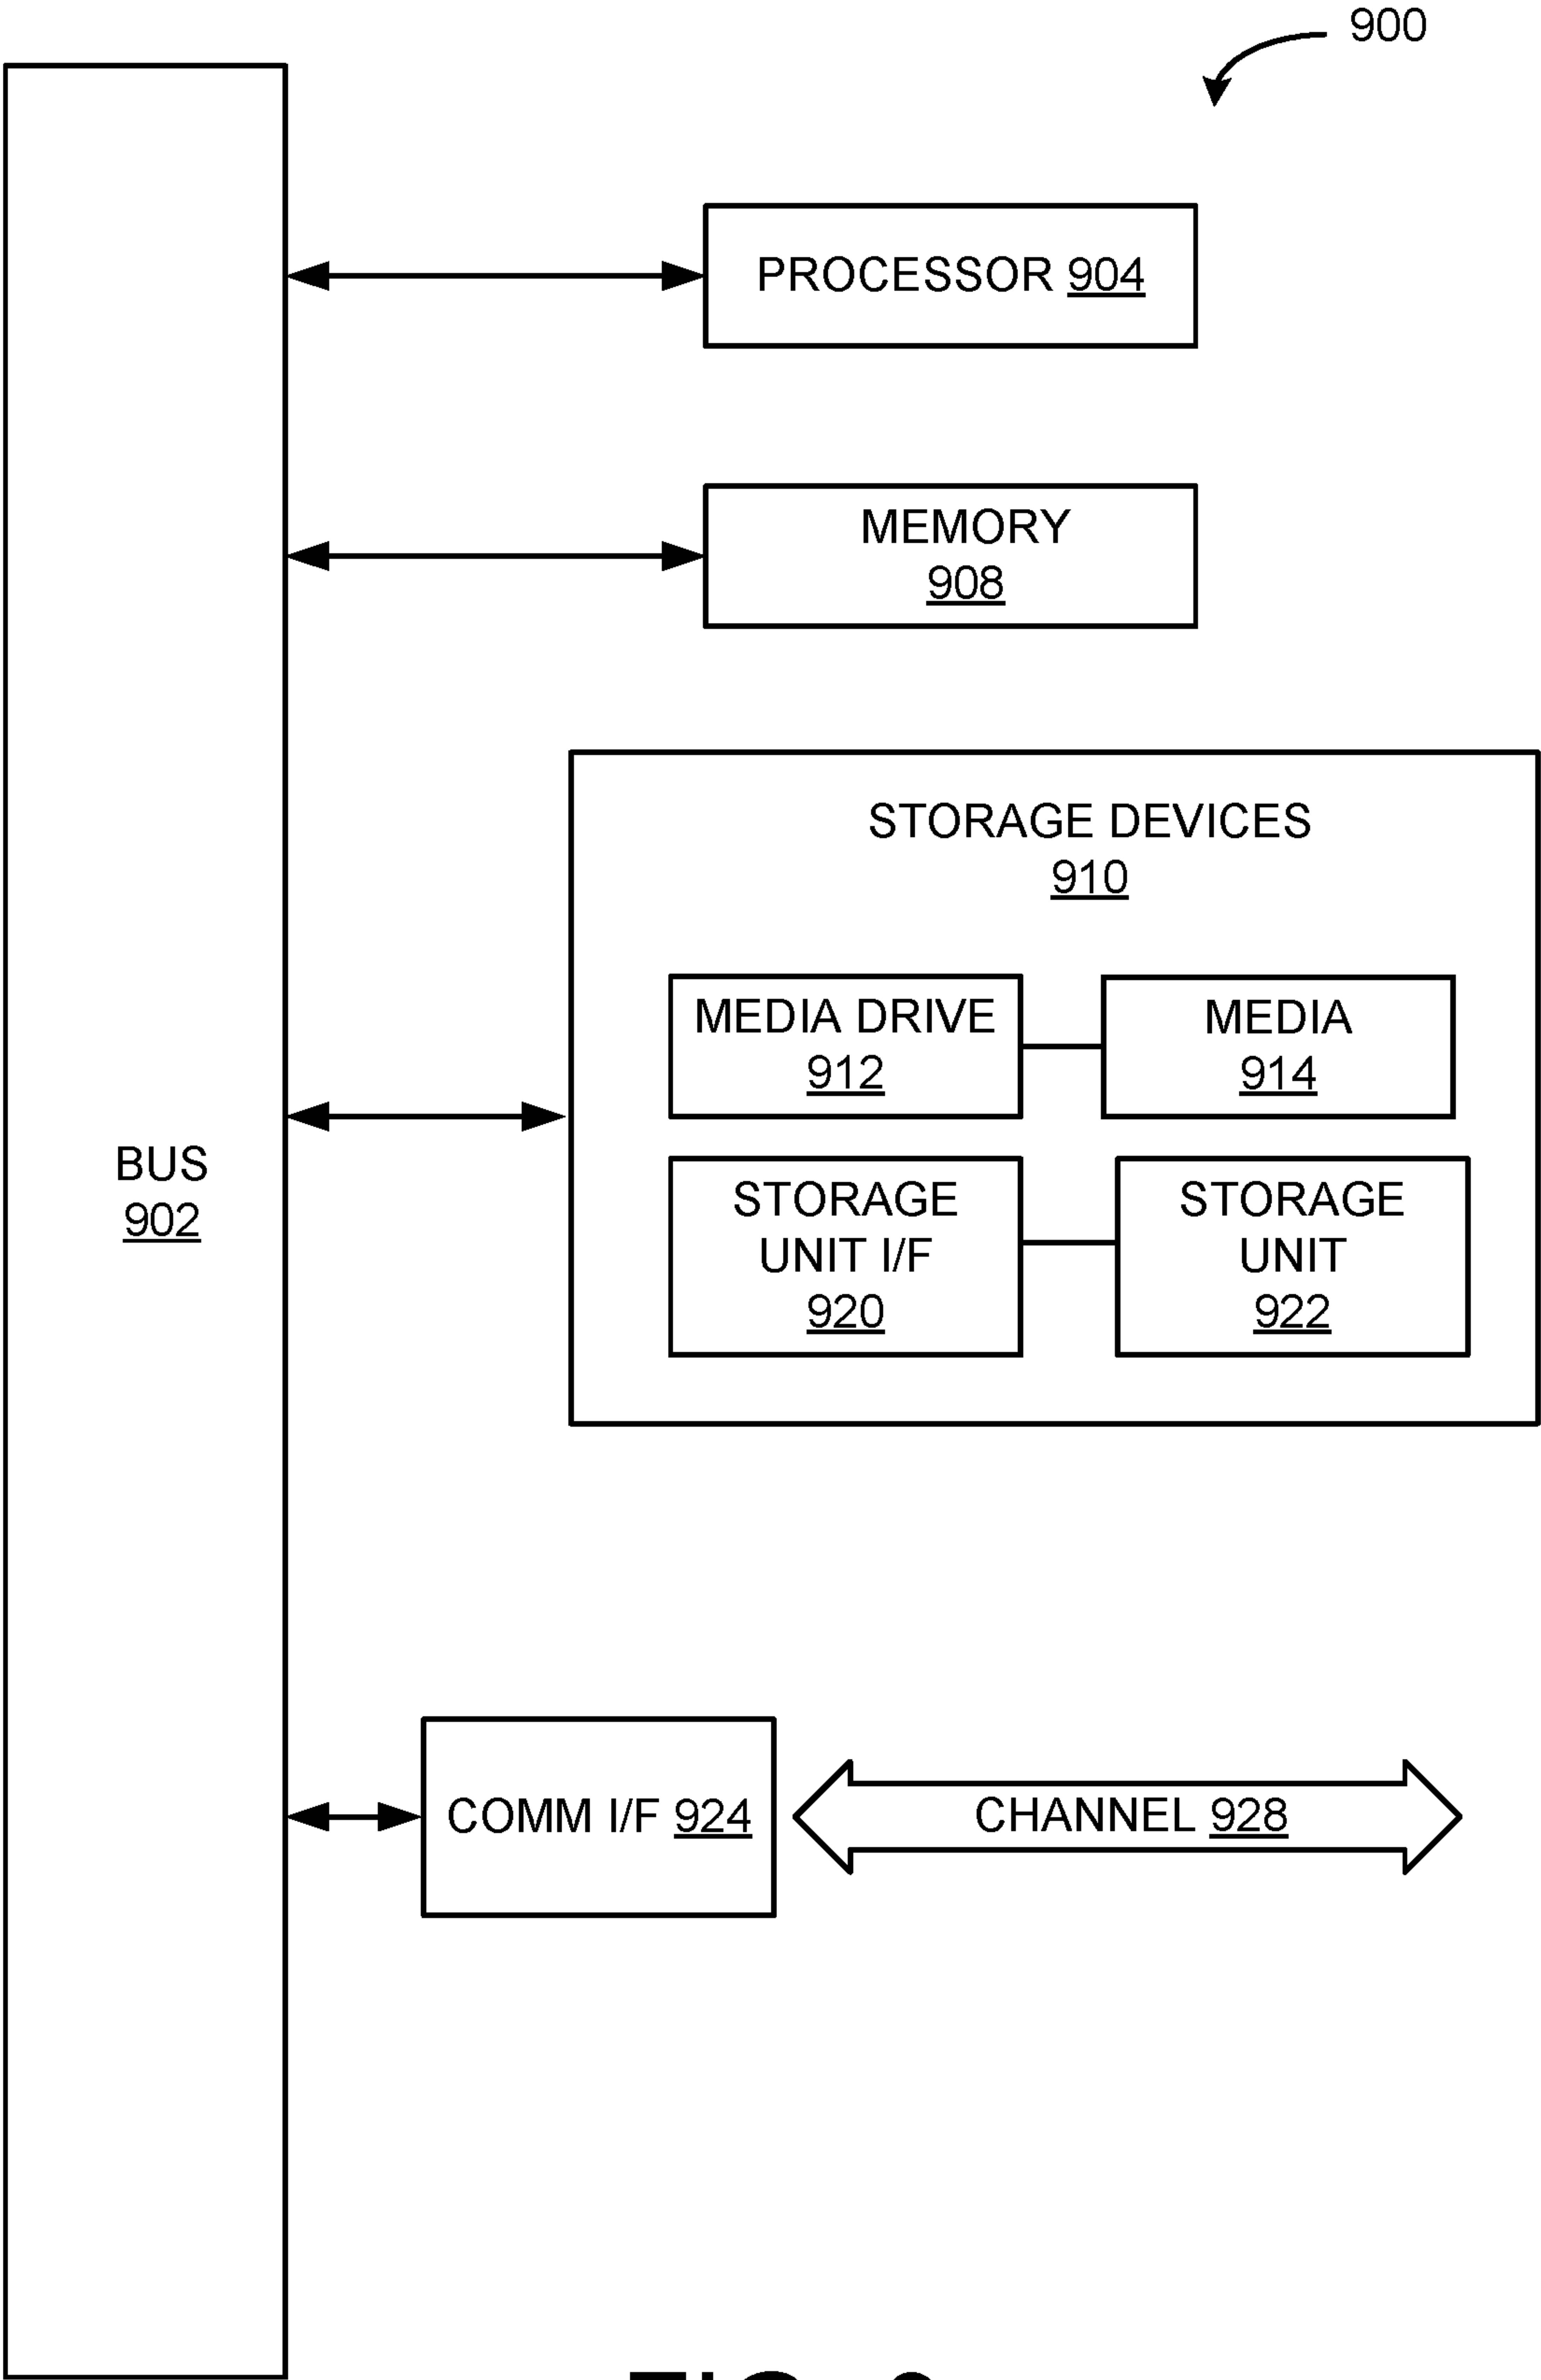 900
PROCESSOR 904
MEMORY
908
STORAGE DEVICES
910
MEDIA DRIVE
912
MEDIA
914
BUS
902
STORAGE
UNIT I/F
920
STORAGE
UNIT
922
COMM I/F 924
CHANNEL 928